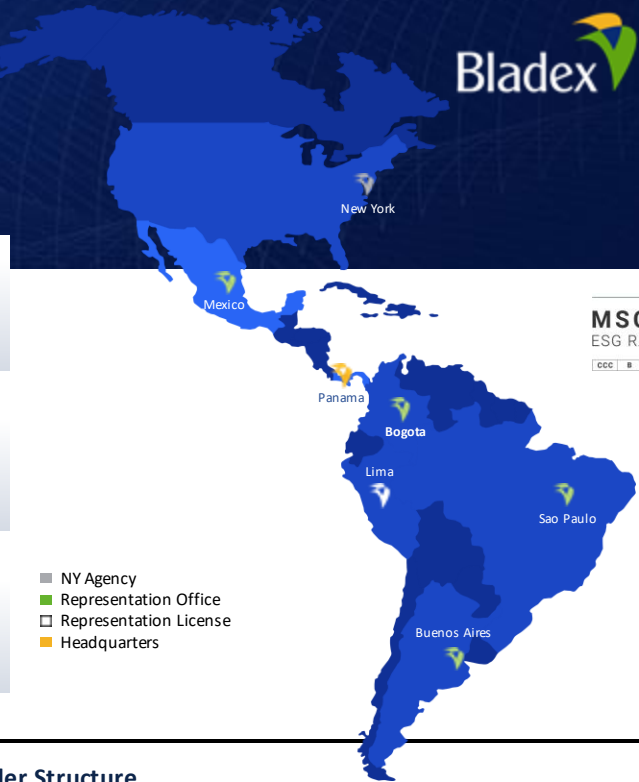 Bladex
New York
Mexico
MSC
ESG R
CCC B
Panama
Bogota
Lima
Sao Paulo
NY Agency
Representation Office
Representation License
Headquarters
Buenos Aires
Structure